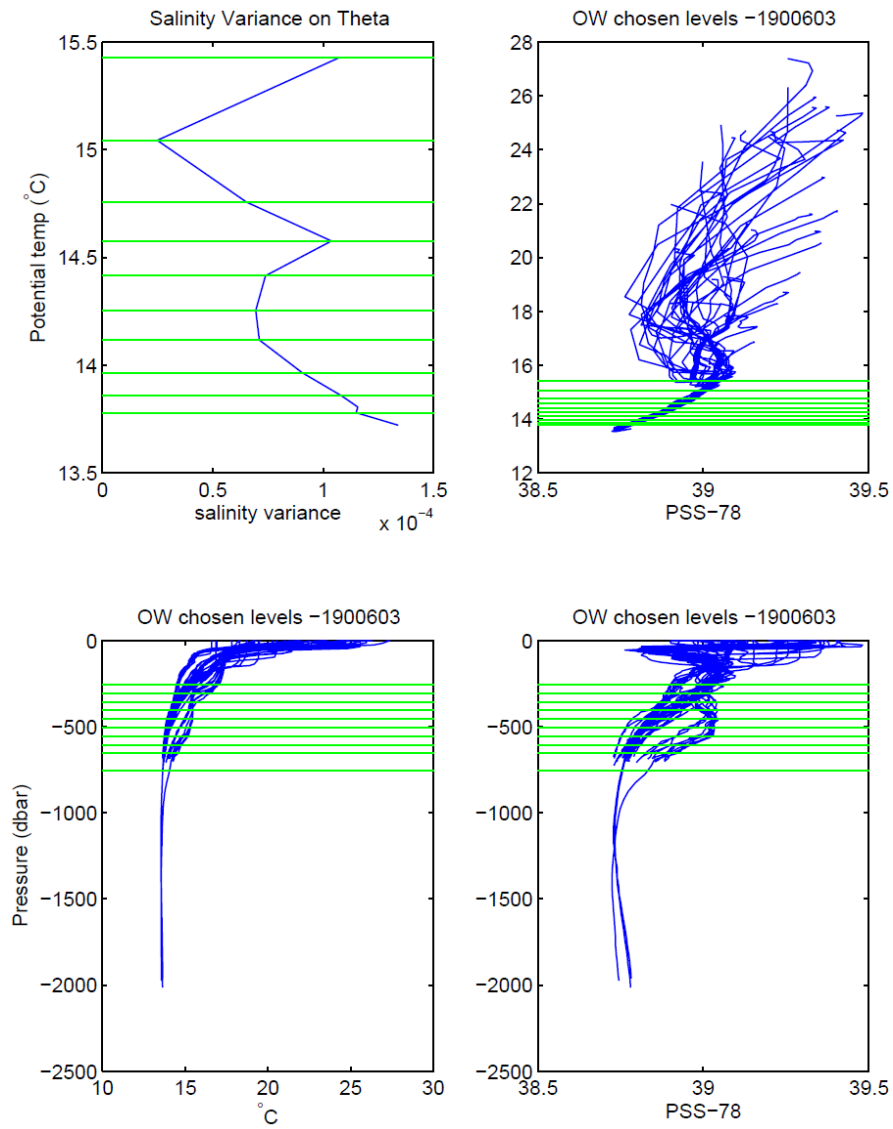 Salinity Variance on Theta
15.5
15
14.5
14
13.5
Potential temp (°C)
0 0.5 1 1.5
salinity variance
x 10⁻⁴
OW chosen levels −1900603
28
26
24
22
20
18
16
14
12
38.5 39 39.5
PSS−78
OW chosen levels −1900603
0
−500
−1000
−1500
−2000
−2500
Pressure (dbar)
10 15 20 25 30
°C
OW chosen levels −1900603
0
−500
−1000
−1500
−2000
−2500
38.5 39 39.5
PSS−78